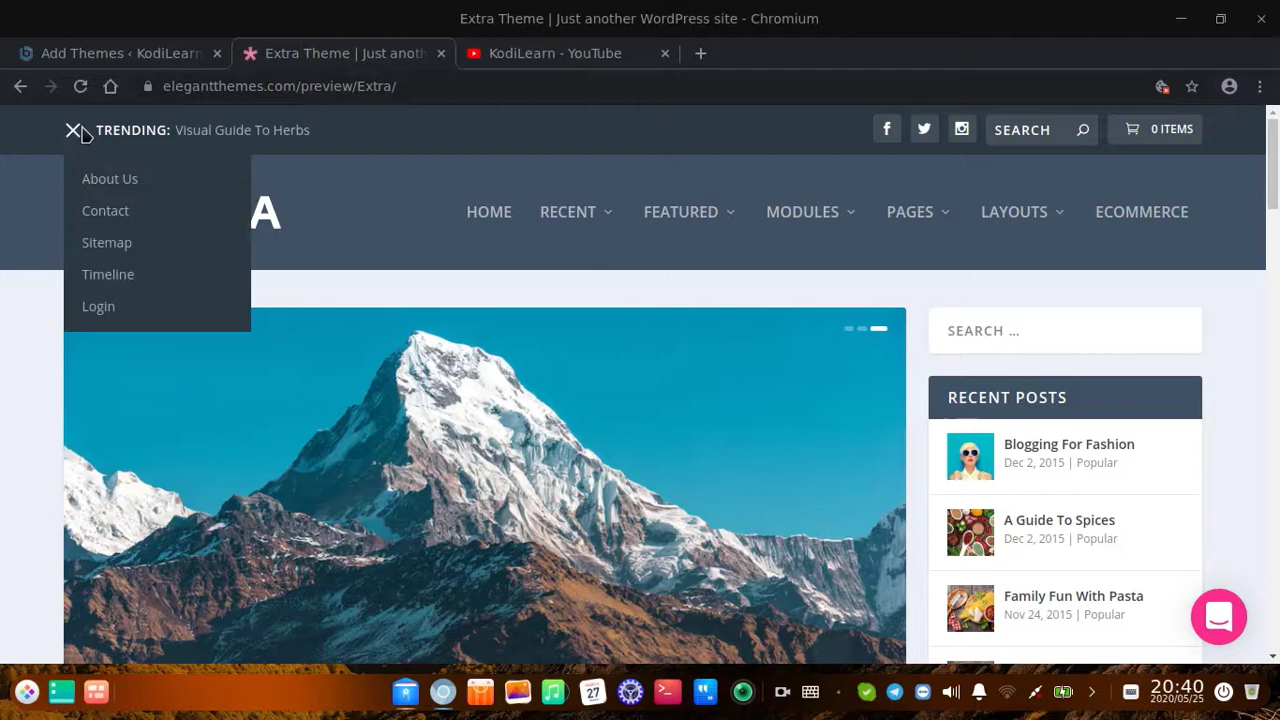 Extra Theme | Just another WordPress site - Chromium
Add Themes ‹ KodiLearn
Extra Theme | Just anoth
KodiLearn - YouTube
elegantthemes.com/preview/Extra/
TRENDING: Visual Guide To Herbs
SEARCH
0 ITEMS
About Us
Contact
Sitemap
Timeline
Login
A
HOME
RECENT
FEATURED
MODULES
PAGES
LAYOUTS
ECOMMERCE
SEARCH ...
RECENT POSTS
Blogging For Fashion
Dec 2, 2015 | Popular
A Guide To Spices
Dec 2, 2015 | Popular
Family Fun With Pasta
Nov 24, 2015 | Popular
27
20:40
2020/05/25